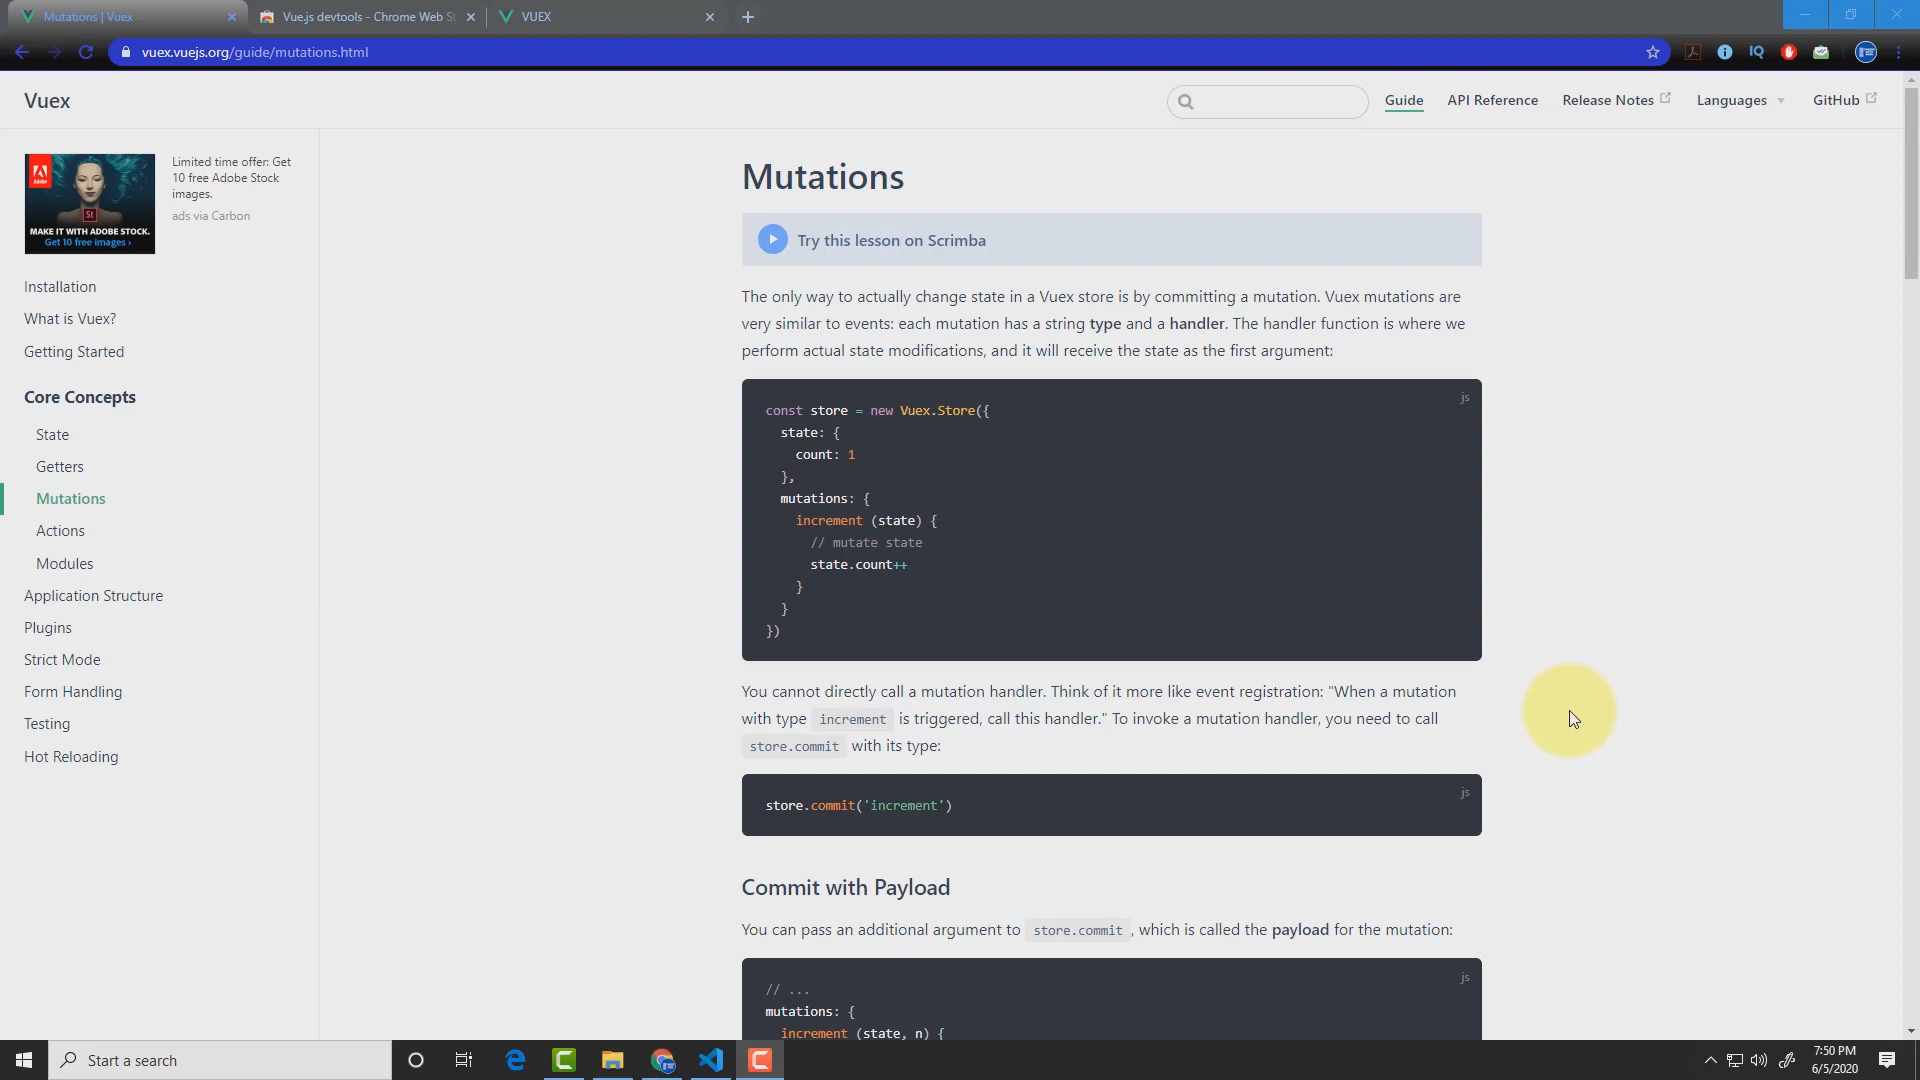 Mutations | Vuex
Vue.js devtools - Chrome Web St
VUEX
vuex.vuejs.org/guide/mutations.html
IQ
Vuex
Guide
API Reference
Release Notes
Languages
GitHub
Adobe
St
MAKE IT WITH ADOBE STOCK.
Get 10 free images ›
Limited time offer: Get
10 free Adobe Stock
images.
ads via Carbon
Installation
What is Vuex?
Getting Started
Core Concepts
State
Getters
Mutations
Actions
Modules
Application Structure
Plugins
Strict Mode
Form Handling
Testing
Hot Reloading
Mutations
Try this lesson on Scrimba
The only way to actually change state in a Vuex store is by committing a mutation. Vuex mutations are
very similar to events: each mutation has a string type and a handler. The handler function is where we
perform actual state modifications, and it will receive the state as the first argument:
js
const store = new Vuex.Store({
state: {
count: 1
},
mutations: {
increment (state) {
// mutate state
state.count++
}
}
})
You cannot directly call a mutation handler. Think of it more like event registration: "When a mutation
with type increment is triggered, call this handler." To invoke a mutation handler, you need to call
store.commit with its type:
js
store.commit('increment')
Commit with Payload
You can pass an additional argument to store.commit, which is called the payload for the mutation:
js
// ...
mutations: {
increment (state, n) {
Start a search
7:50 PM
6/5/2020